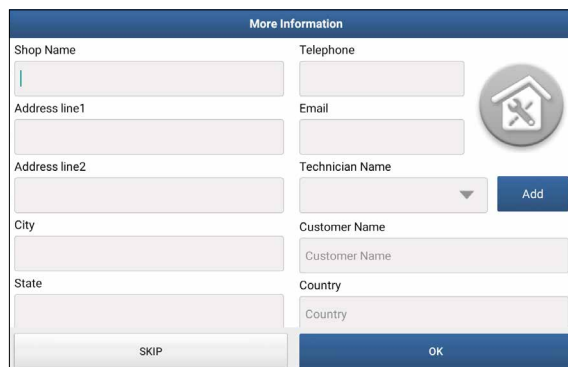 More Information
Shop Name
Telephone
Address line1
Email
Address line2
Technician Name
Add
City
Customer Name
Customer Name
State
Country
Country
SKIP
OK